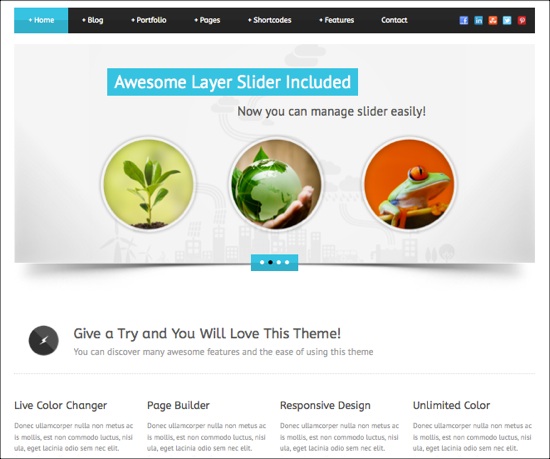 + Home + Blog + Portfolio + Pages + Shortcodes + Features Contact
Awesome Layer Slider Included
Now you can manage slider easily!
Give a Try and You Will Love This Theme!
You can discover many awesome features and the ease of using this theme
Live Color Changer
Donec ullamcorper nulla non metus ac
is mollis, est non commodo luctus, nisi
ula, eget lacinia odio sem nec elit.
Page Builder
Donec ullamcorper nulla non metus ac
is mollis, est non commodo luctus, nisi
ula, eget lacinia odio sem nec elit.
Responsive Design
Donec ullamcorper nulla non metus ac
is mollis, est non commodo luctus, nisi
ula, eget lacinia odio sem nec elit.
Unlimited Color
Donec ullamcorper nulla non metus ac
is mollis, est non commodo luctus, nisi
ula, eget lacinia odio sem nec elit.